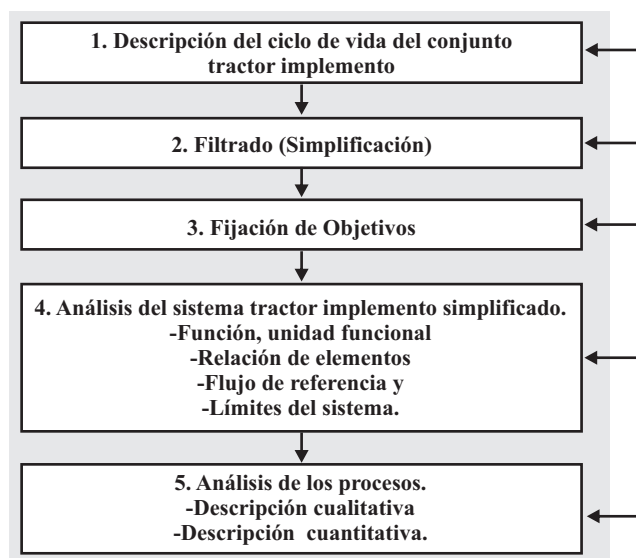 1. Descripción del ciclo de vida del conjunto
tractor implemento
2. Filtrado (Simplificación)
3. Fijación de Objetivos
4. Análisis del sistema tractor implemento simplificado.
-Función, unidad funcional
-Relación de elementos
-Flujo de referencia y
-Límites del sistema.
5. Análisis de los procesos.
-Descripción cualitativa
-Descripción cuantitativa.